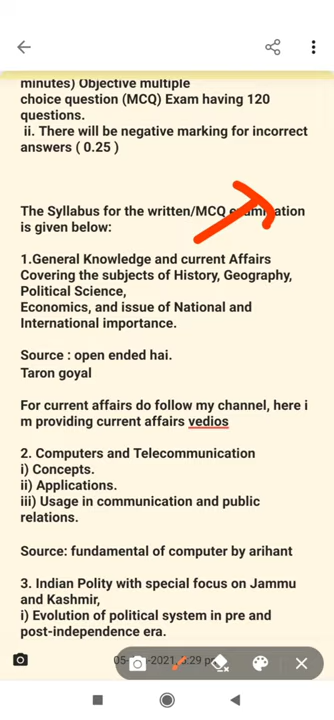 minutes) Objective multiple
choice question (MCQ) Exam having 120
questions.
ii. There will be negative marking for incorrect
answers ( 0.25 )
The Syllabus for the written/MCQ examination
is given below:
1.General Knowledge and current Affairs
Covering the subjects of History, Geography,
Political Science,
Economics, and issue of National and
International importance.
Source : open ended hai.
Taron goyal
For current affairs do follow my channel, here i
m providing current affairs vedios
2. Computers and Telecommunication
i) Concepts.
ii) Applications.
iii) Usage in communication and public
relations.
Source: fundamental of computer by arihant
3. Indian Polity with special focus on Jammu
and Kashmir,
i) Evolution of political system in pre and
post-independence era.